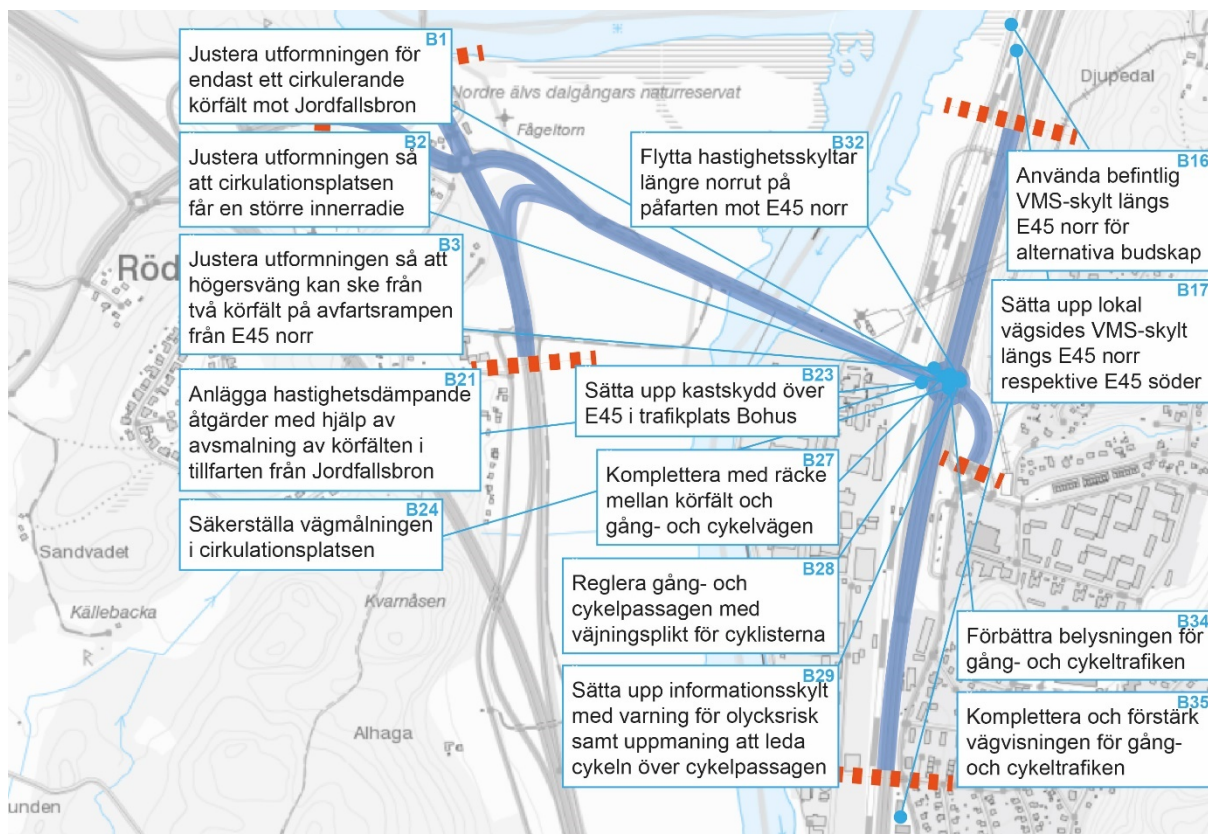 B1
Justera utformningen för
endast ett cirkulerande
körfält mot Jordfallsbron
B2
Justera utformningen så
att cirkulationsplatsen
får en större innerradie
B3
Justera utformningen så att
högersväng kan ske från
två körfält på avfartsrampen
från E45 norr
B21
Anlägga hastighetsdämpande
åtgärder med hjälp av
avsmalning av körfälten i
tillfarten från Jordfallsbron
B24
Säkerställa vägmålningen
i cirkulationsplatsen
Nordre älvs dalgångars naturreservat
Fågeltorn
B32
Flytta hastighetsskyltar
längre norrut på
påfarten mot E45 norr
B23
Sätta upp kastskydd över
E45 i trafikplats Bohus
B27
Komplettera med räcke
mellan körfält och
gång- och cykelvägen
B28
Reglera gång- och
cykelpassagen med
väjningsplikt för cyklisterna
B29
Sätta upp informationsskylt
med varning för olycksrisk
samt uppmaning att leda
cykeln över cykelpassagen
Djupedal
B16
Använda befintlig
VMS-skylt längs
E45 norr för
alternativa budskap
B17
Sätta upp lokal
vägsides VMS-skylt
längs E45 norr
respektive E45 söder
B34
Förbättra belysningen för
gång- och cykeltrafiken
B35
Komplettera och förstärk
vägvisningen för gång-
och cykeltrafiken
Röd
Sandvadet
Källebacka
Kvarnåsen
Alhaga
unden